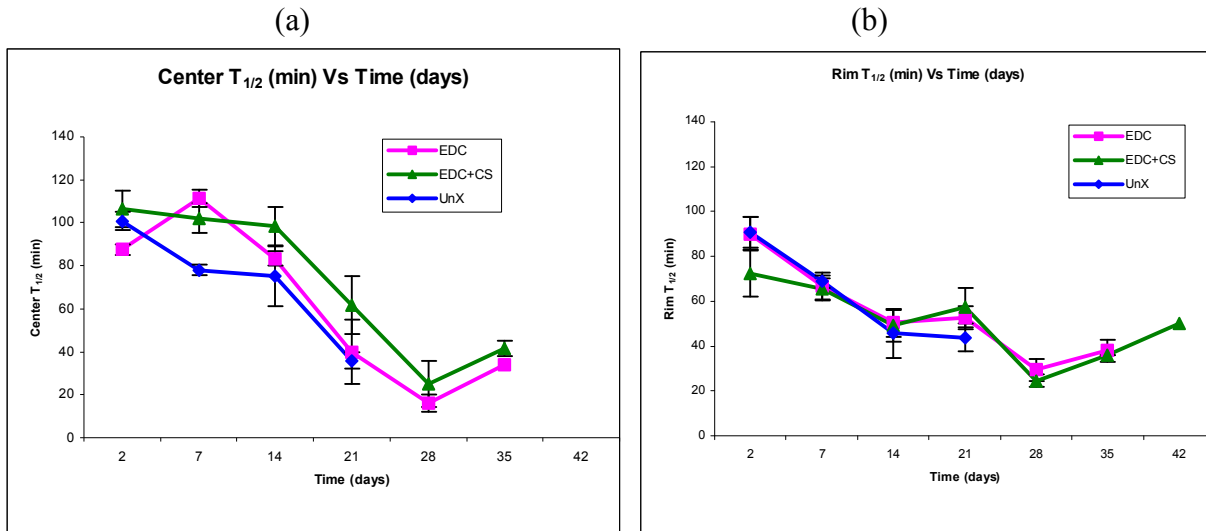 (a)
Center T1/2 (min) Vs Time (days)
Center T1/2 (min)
140
120
100
80
60
40
20
0
EDC
EDC+CS
UnX
2 7 14 21 28 35 42
Time (days)
(b)
Rim T1/2 (min) Vs Time (days)
Rim T1/2 (min)
140
120
100
80
60
40
20
0
EDC
EDC+CS
UnX
2 7 14 21 28 35 42
Time (days)